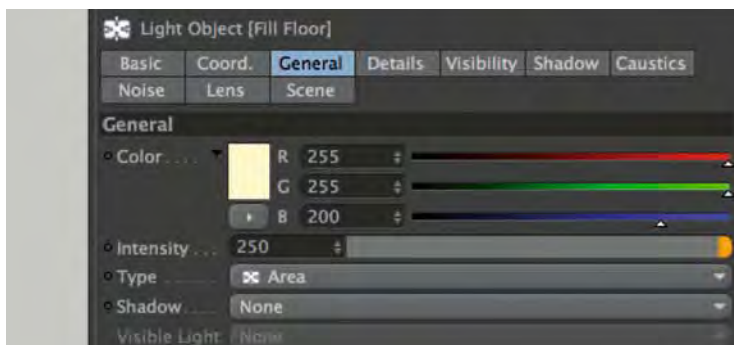 Light Object [Fill Floor]
Basic Coord. General Details Visibility Shadow Caustics
Noise Lens Scene
General
Color . . . . R 255
G 255
B 200
Intensity . . . 250
Type . . . . . . Area
Shadow . . . . . None
Visible Light None